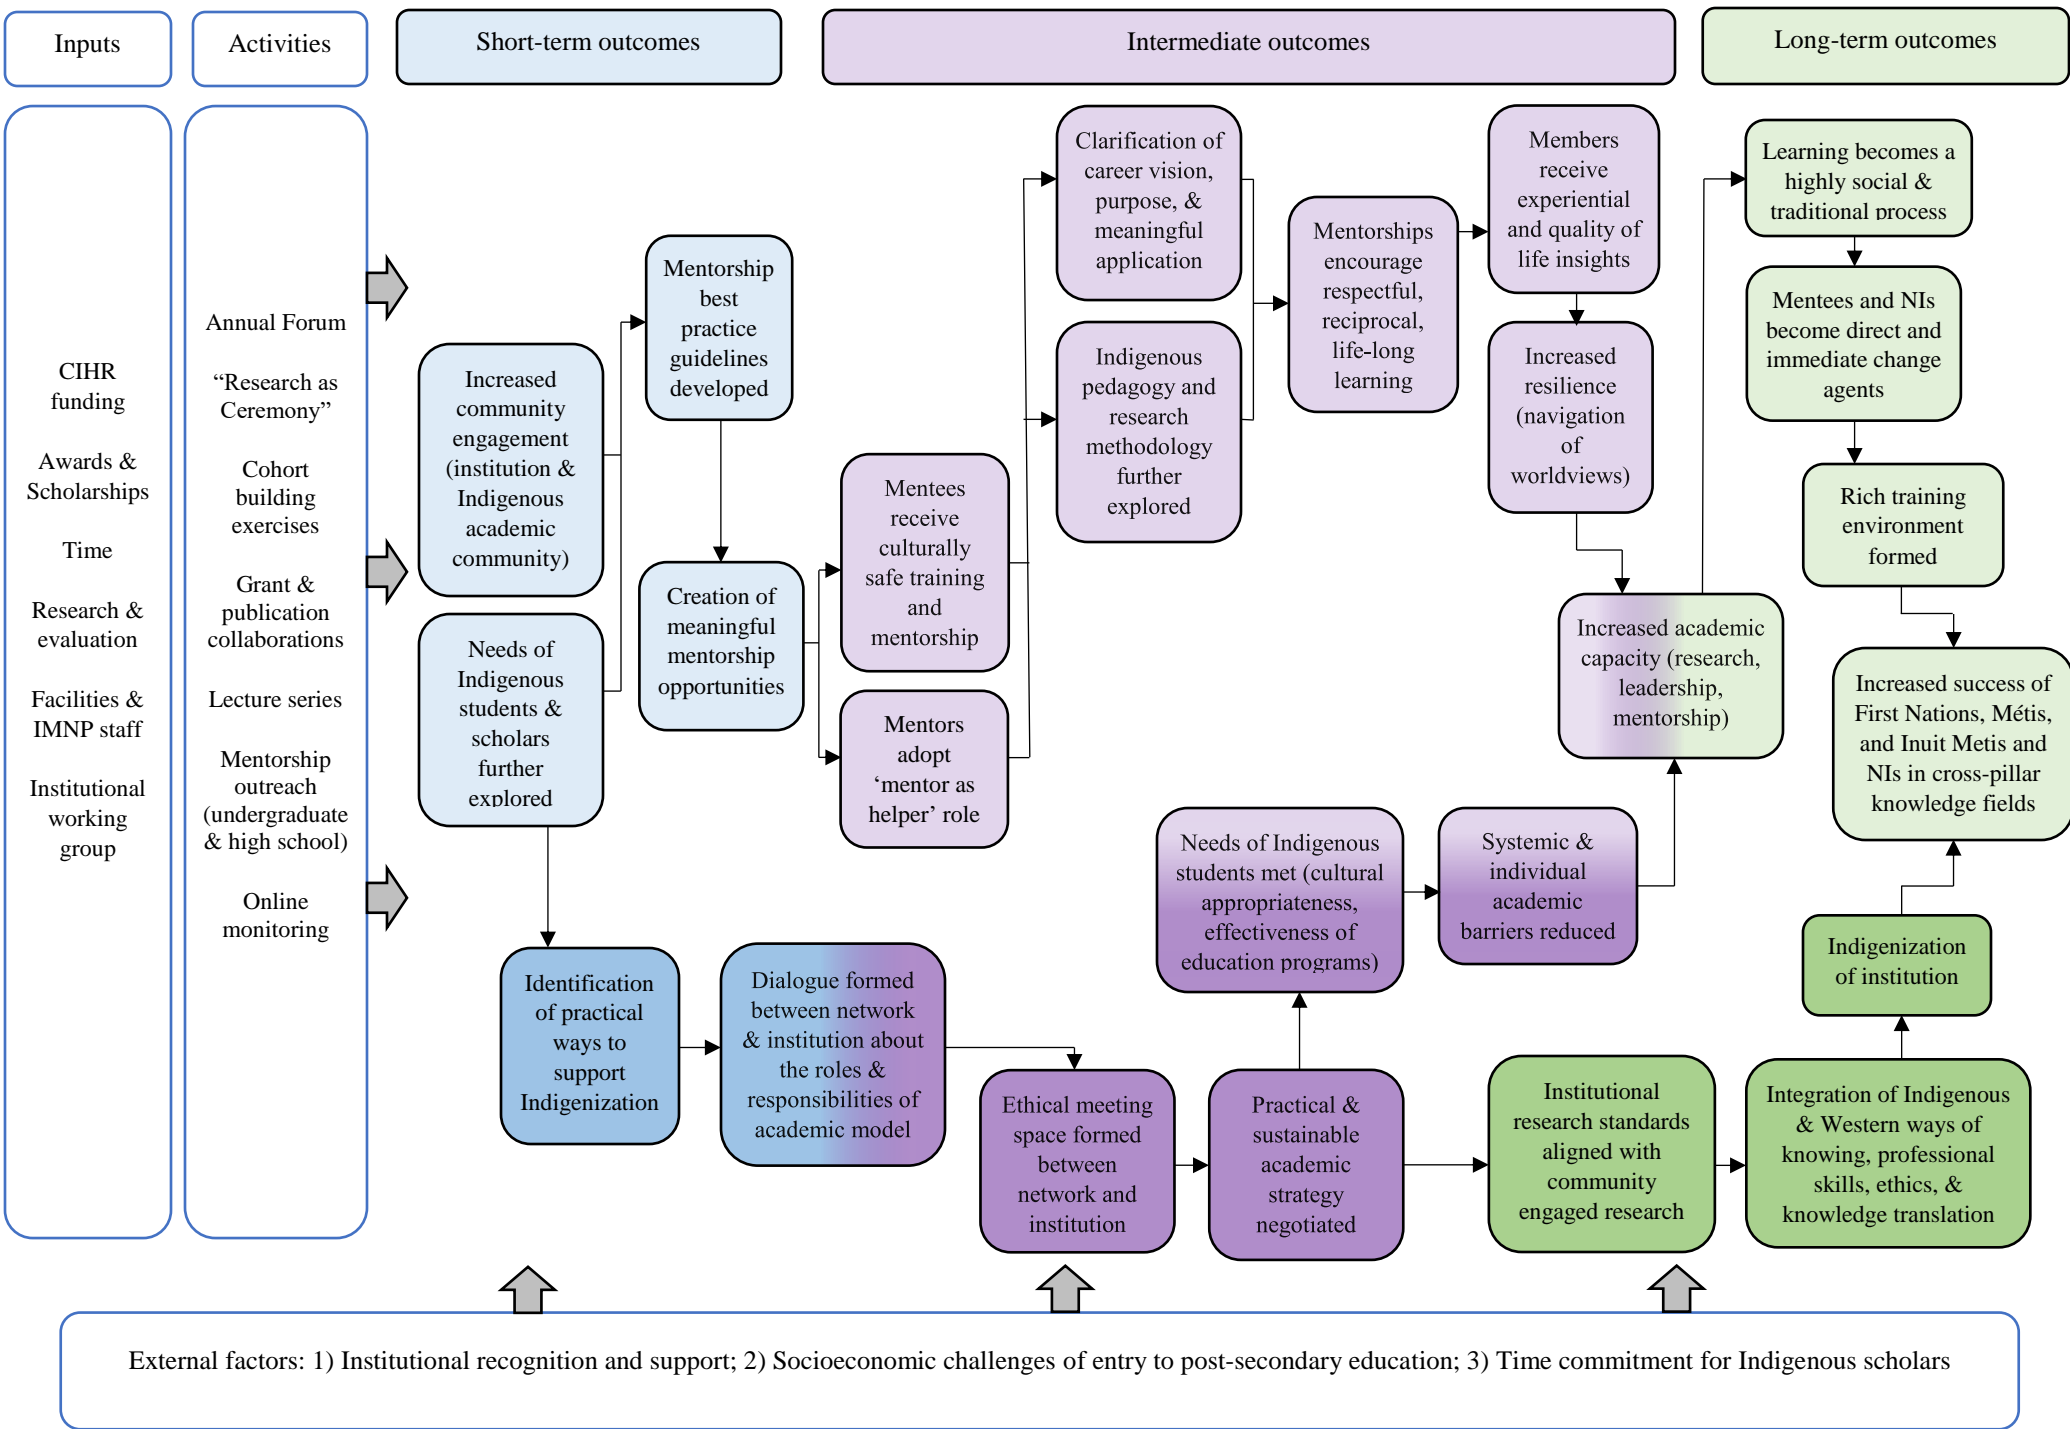 Inputs
Activities
Short-term outcomes
Intermediate outcomes
Long-term outcomes
CIHR
funding
Awards &
Scholarships
Time
Research &
evaluation
Facilities &
IMNP staff
Institutional
working
group
Annual Forum
“Research as
Ceremony”
Cohort
building
exercises
Grant &
publication
collaborations
Lecture series
Mentorship
outreach
(undergraduate
& high school)
Online
monitoring
Increased
community
engagement
(institution &
Indigenous
academic
community)
Needs of
Indigenous
students &
scholars
further
explored
Mentorship
best
practice
guidelines
developed
Creation of
meaningful
mentorship
opportunities
Mentees
receive
culturally
safe training
and
mentorship
Mentors
adopt
‘mentor as
helper’ role
Clarification of
career vision,
purpose, &
meaningful
application
Indigenous
pedagogy and
research
methodology
further
explored
Mentorships
encourage
respectful,
reciprocal,
life-long
learning
Members
receive
experiential
and quality of
life insights
Increased
resilience
(navigation
of
worldviews)
Increased academic
capacity (research,
leadership,
mentorship)
Learning becomes a
highly social &
traditional process
Mentees and NIs
become direct and
immediate change
agents
Rich training
environment
formed
Increased success of
First Nations, Métis,
and Inuit Metis and
NIs in cross-pillar
knowledge fields
Identification
of practical
ways to
support
Indigenization
Dialogue formed
between network
& institution about
the roles &
responsibilities of
academic model
Ethical meeting
space formed
between
network and
institution
Practical &
sustainable
academic
strategy
negotiated
Needs of Indigenous
students met (cultural
appropriateness,
effectiveness of
education programs)
Systemic &
individual
academic
barriers reduced
Institutional
research standards
aligned with
community
engaged research
Integration of Indigenous
& Western ways of
knowing, professional
skills, ethics, &
knowledge translation
Indigenization
of institution
External factors: 1) Institutional recognition and support; 2) Socioeconomic challenges of entry to post-secondary education; 3) Time commitment for Indigenous scholars